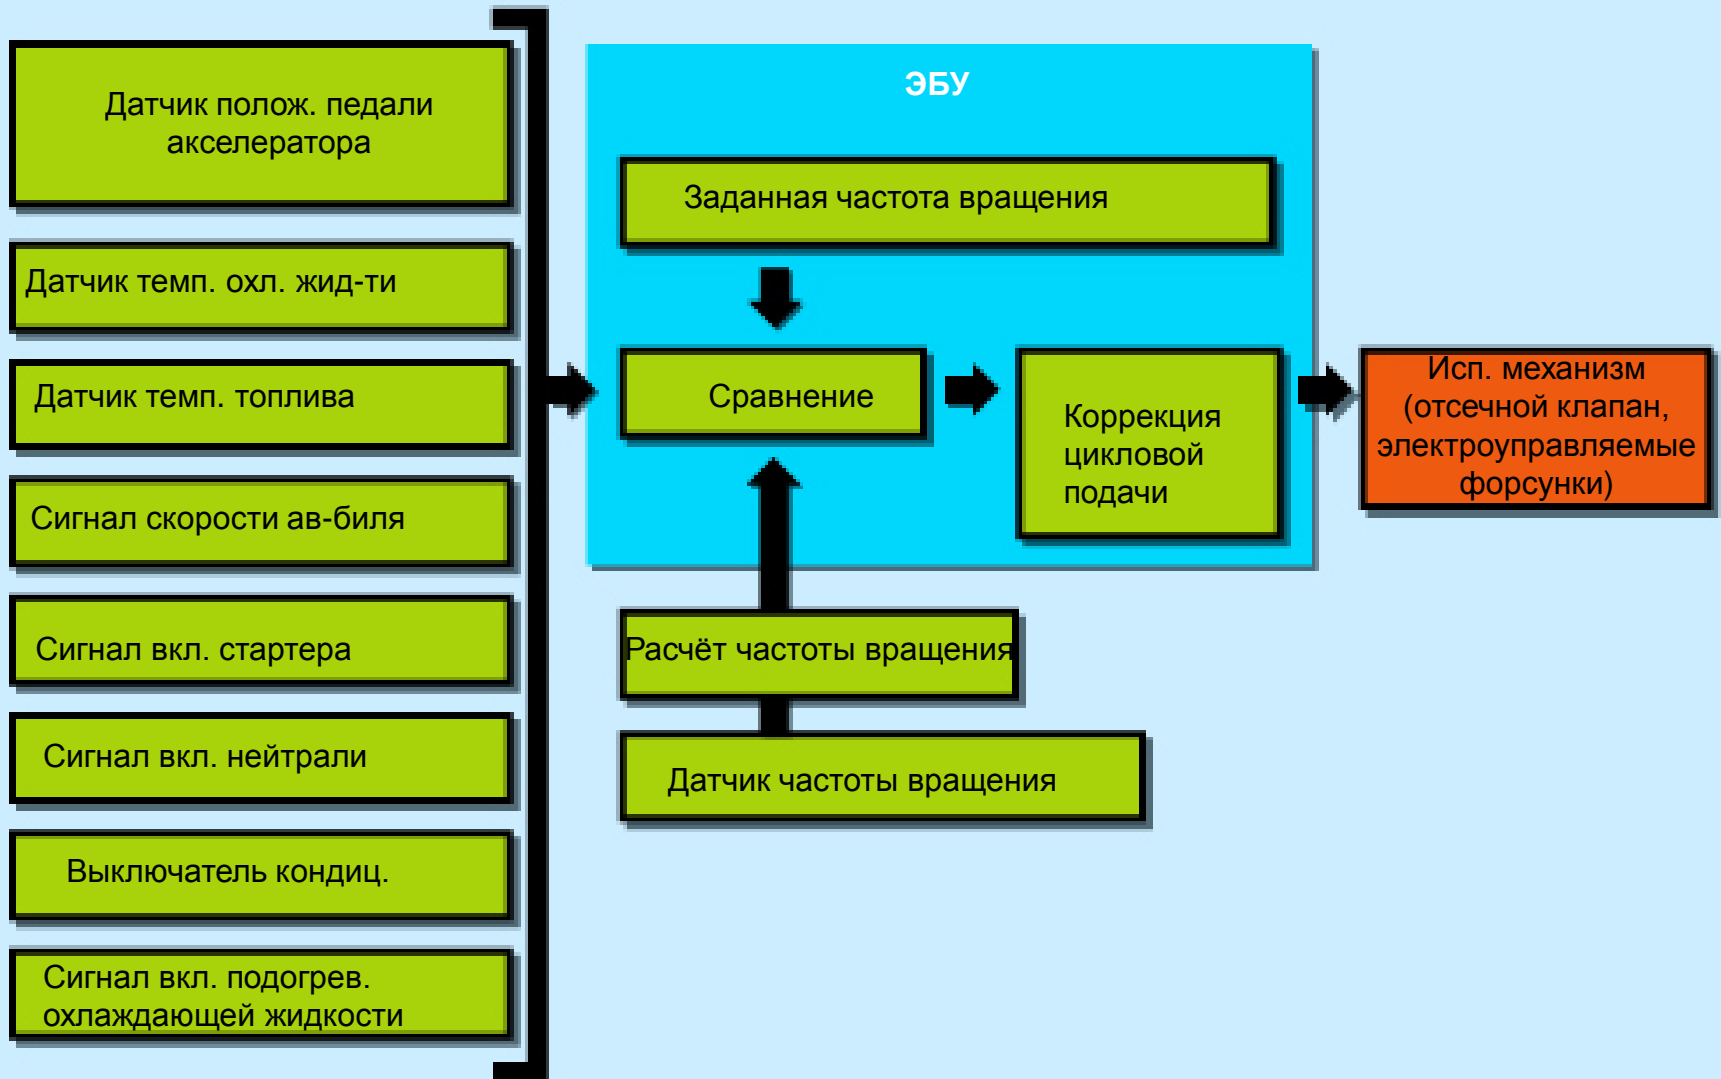 Датчик полож. педали
акселератора
Датчик темп. охл. жид-ти
Датчик темп. топлива
Сигнал скорости ав-биля
Сигнал вкл. стартера
Сигнал вкл. нейтрали
Выключатель кондиц.
Сигнал вкл. подогрев.
охлаждающей жидкости
ЭБУ
Заданная частота вращения
Сравнение
Коррекция
цикловой
подачи
Расчёт частоты вращения
Датчик частоты вращения
Исп. механизм
(отсечной клапан,
электроуправляемые
форсунки)